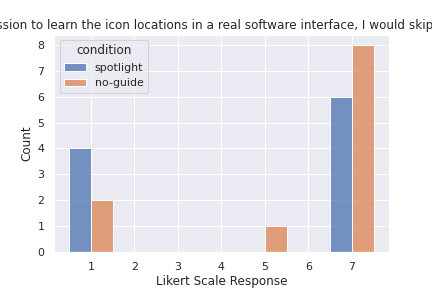 ssion to learn the icon locations in a real software interface, I would skip
condition
spotlight
no-guide
8
7
6
5
4
3
2
1
0
Count
1 2 3 4 5 6 7
Likert Scale Response